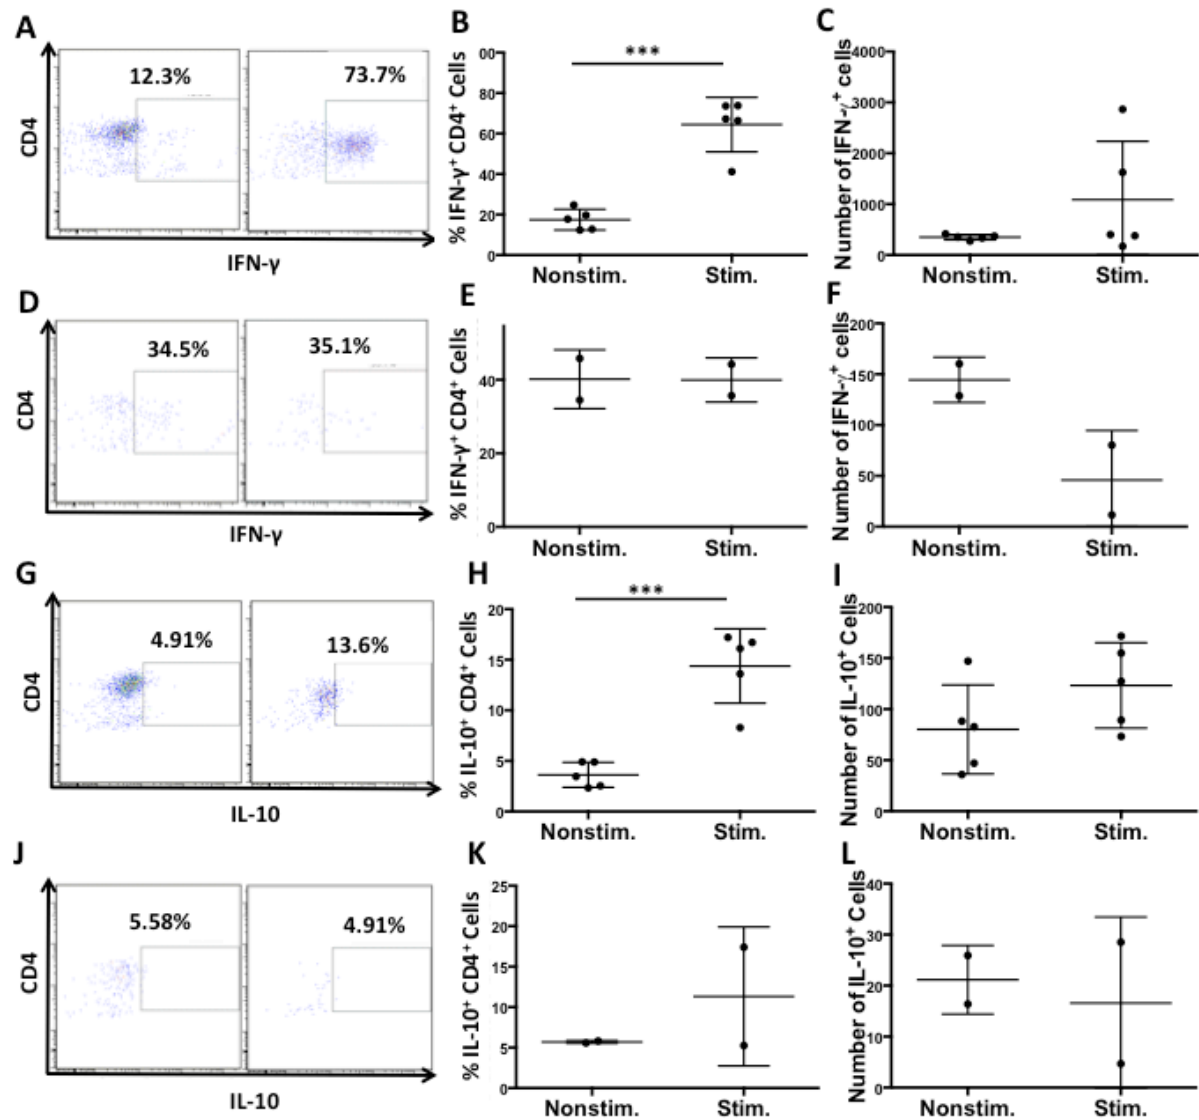 A
CD4
12.3%
73.7%
IFN-γ
B
% IFN-γ⁺ CD4⁺ Cells
***
00
80
60
40
20
0
Nonstim.
Stim.
C
Number of IFN-γ⁺ cells
4000
3000
2000
1000
0
Nonstim.
Stim.
D
CD4
34.5%
35.1%
IFN-γ
E
% IFN-γ⁺ CD4⁺ Cells
40
20
0
Nonstim.
Stim.
F
Number of IFN-γ⁺ cells
200
150
100
50
0
Nonstim.
Stim.
G
CD4
4.91%
13.6%
IL-10
H
% IL-10⁺ CD4⁺ Cells
***
20
15
10
5
0
Nonstim.
Stim.
I
Number of IL-10⁺ Cells
200
150
100
50
0
Nonstim.
Stim.
J
CD4
5.58%
4.91%
IL-10
K
% IL-10⁺ CD4⁺ Cells
25
20
15
10
5
0
Nonstim.
Stim.
L
Number of IL-10⁺ Cells
40
30
20
10
0
Nonstim.
Stim.